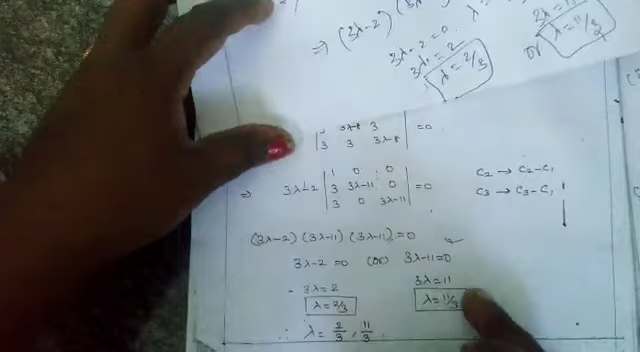 ⇒ (3λ-2)
3λ-2=0
3λ=2
λ=2/3
or
λ=11/3
3λ-8 3
3 3 3λ-8 =0
⇒ 3λ-2 | 1 0 0 |
| 3 3λ-11 0 | =0
| 3 0 3λ-11 |
C₂ → C₂-C₁
C₃ → C₃-C₁
(3λ-2) (3λ-11) (3λ-11) =0
3λ-2 =0 (or) 3λ-11=0
3λ=2 3λ=11
λ=2/3 λ=11/3
∴ λ= 2/3 , 11/3